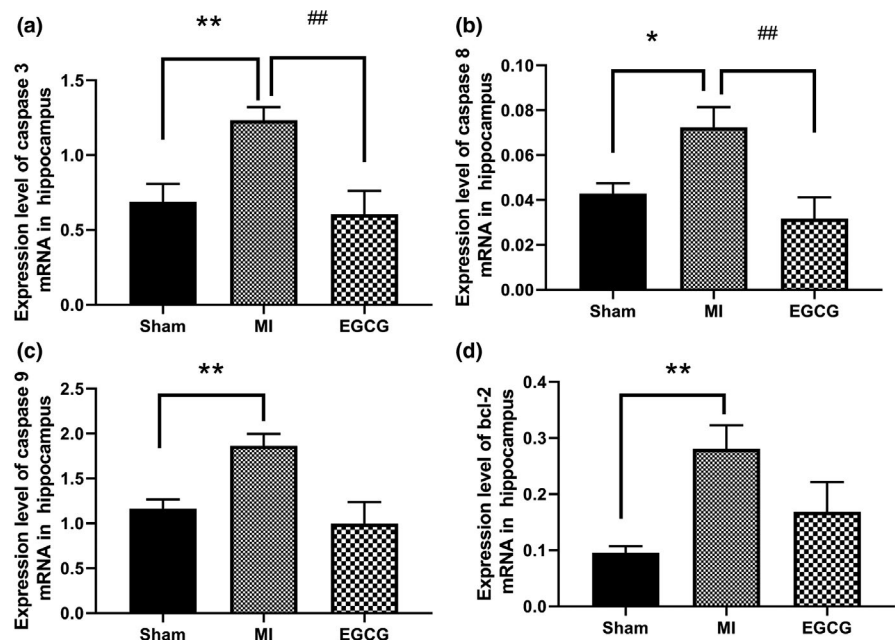 (a)
** ##
Expression level of caspase 3
mRNA in hippocampus
1.5
1.0
0.5
0.0
Sham MI EGCG
(b)
* ##
Expression level of caspase 8
mRNA in hippocampus
0.10
0.08
0.06
0.04
0.02
0.00
Sham MI EGCG
(c)
**
Expression level of caspase 9
mRNA in hippocampus
2.5
2.0
1.5
1.0
0.5
0.0
Sham MI EGCG
(d)
**
Expression level of bcl-2
mRNA in hippocampus
0.4
0.3
0.2
0.1
0.0
Sham MI EGCG